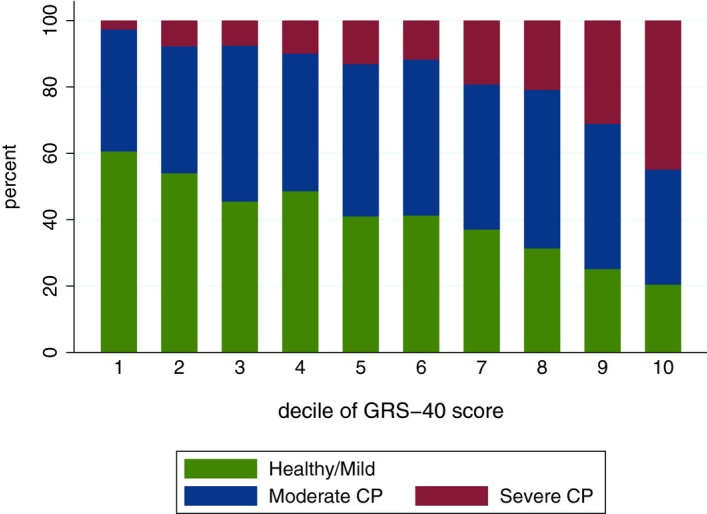 percent
100
80
60
40
20
0
1 2 3 4 5 6 7 8 9 10
decile of GRS−40 score
Healthy/Mild
Moderate CP Severe CP